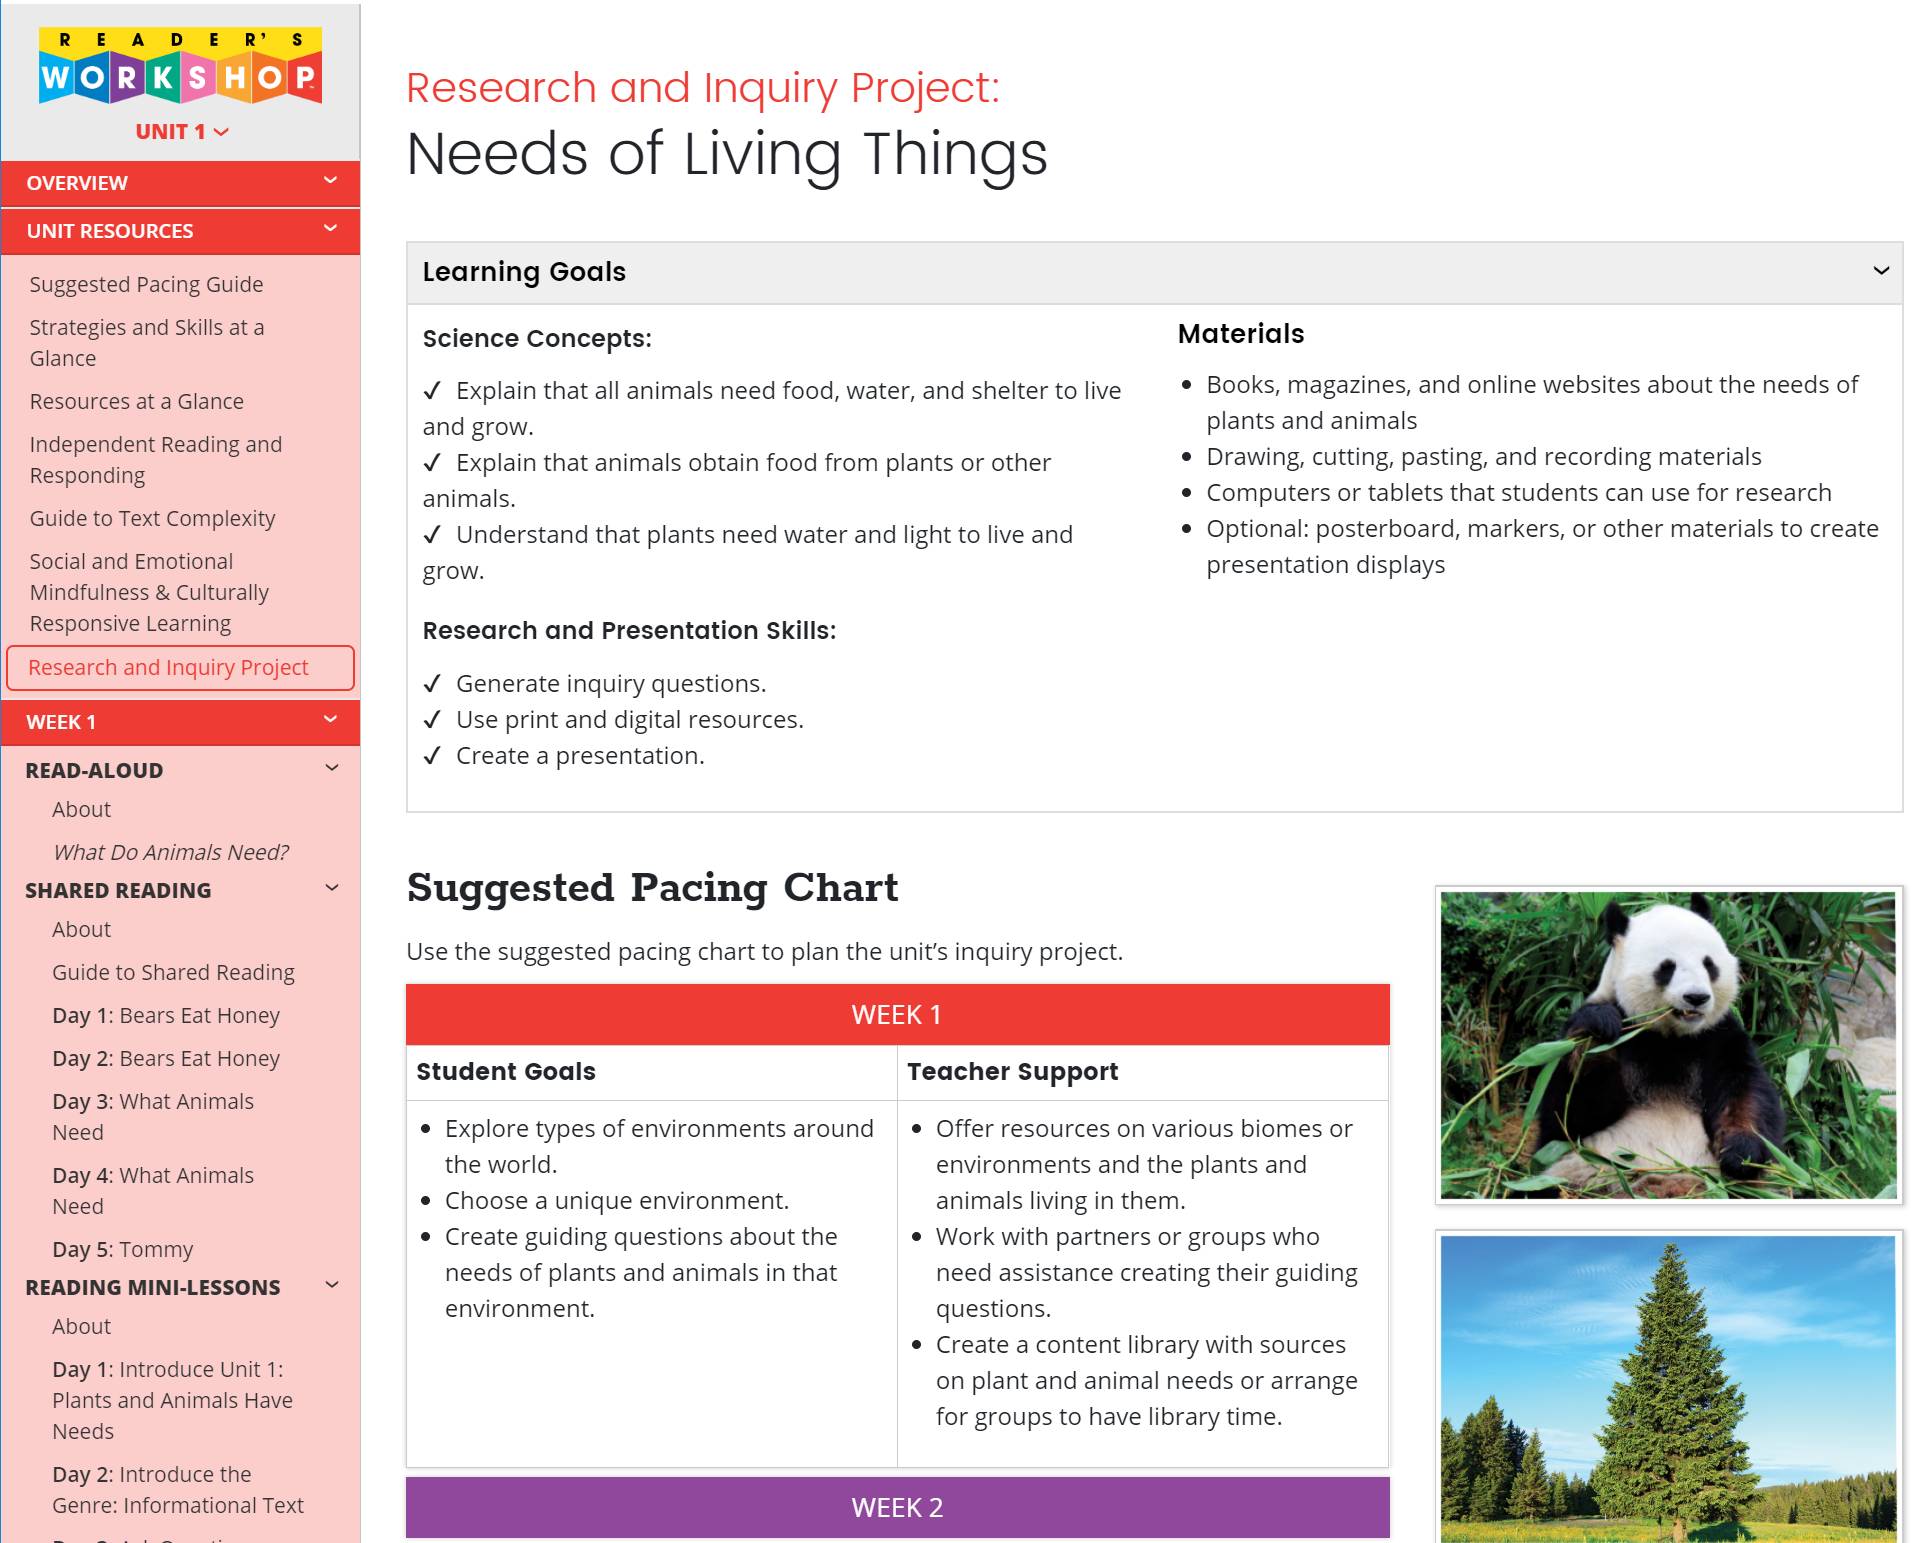 READER'S
WORKSHOP™
UNIT 1
OVERVIEW
UNIT RESOURCES
Suggested Pacing Guide
Strategies and Skills at a
Glance
Resources at a Glance
Independent Reading and
Responding
Guide to Text Complexity
Social and Emotional
Mindfulness & Culturally
Responsive Learning
Research and Inquiry Project
WEEK 1
READ-ALOUD
About
What Do Animals Need?
SHARED READING
About
Guide to Shared Reading
Day 1: Bears Eat Honey
Day 2: Bears Eat Honey
Day 3: What Animals
Need
Day 4: What Animals
Need
Day 5: Tommy
READING MINI-LESSONS
About
Day 1: Introduce Unit 1:
Plants and Animals Have
Needs
Day 2: Introduce the
Genre: Informational Text
Research and Inquiry Project:
Needs of Living Things
Learning Goals
Science Concepts:
✓ Explain that all animals need food, water, and shelter to live
and grow.
✓ Explain that animals obtain food from plants or other
animals.
✓ Understand that plants need water and light to live and
grow.
Research and Presentation Skills:
✓ Generate inquiry questions.
✓ Use print and digital resources.
✓ Create a presentation.
Materials
• Books, magazines, and online websites about the needs of
plants and animals
• Drawing, cutting, pasting, and recording materials
• Computers or tablets that students can use for research
• Optional: posterboard, markers, or other materials to create
presentation displays
Suggested Pacing Chart
Use the suggested pacing chart to plan the unit’s inquiry project.
WEEK 1
Student Goals
• Explore types of environments around
the world.
• Choose a unique environment.
• Create guiding questions about the
needs of plants and animals in that
environment.
Teacher Support
• Offer resources on various biomes or
environments and the plants and
animals living in them.
• Work with partners or groups who
need assistance creating their guiding
questions.
• Create a content library with sources
on plant and animal needs or arrange
for groups to have library time.
WEEK 2